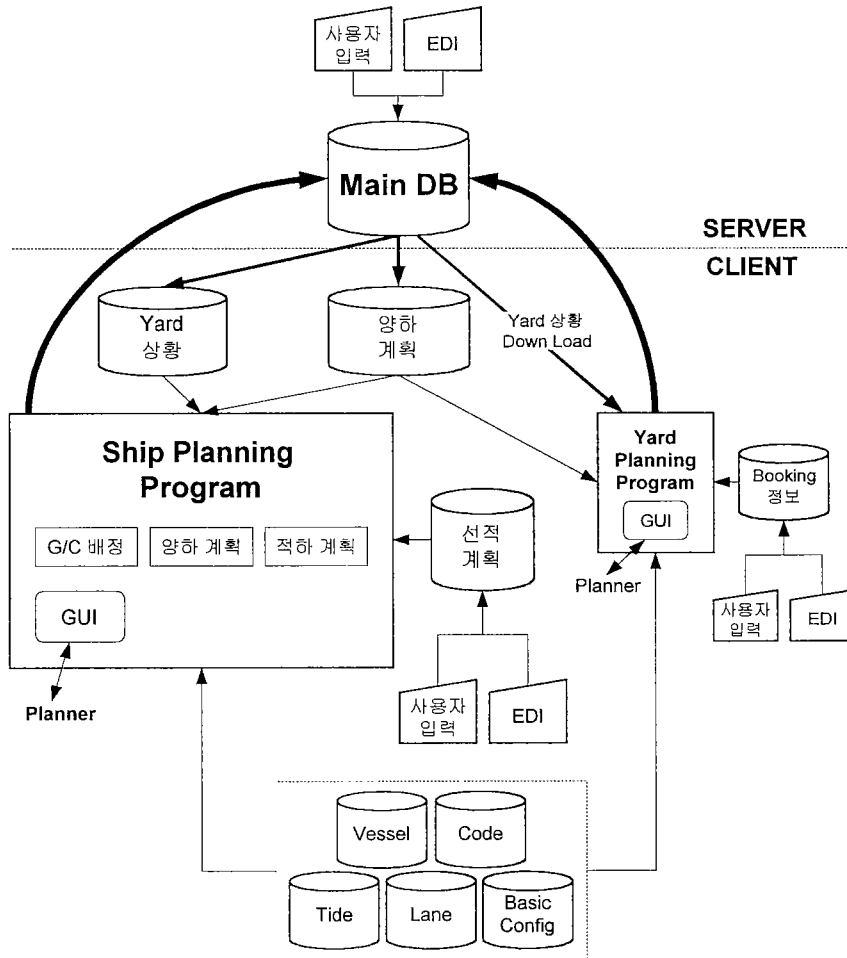 사용자
입력
EDI
Main DB
SERVER
CLIENT
Yard
상황
양하
계획
Yard 상황
Down Load
Ship Planning
Program
G/C 배정
양하 계획
적하 계획
GUI
Planner
선적
계획
사용자
입력
EDI
Yard
Planning
Program
GUI
Planner
Booking
정보
사용자
입력
EDI
Vessel
Code
Tide
Lane
Basic
Config